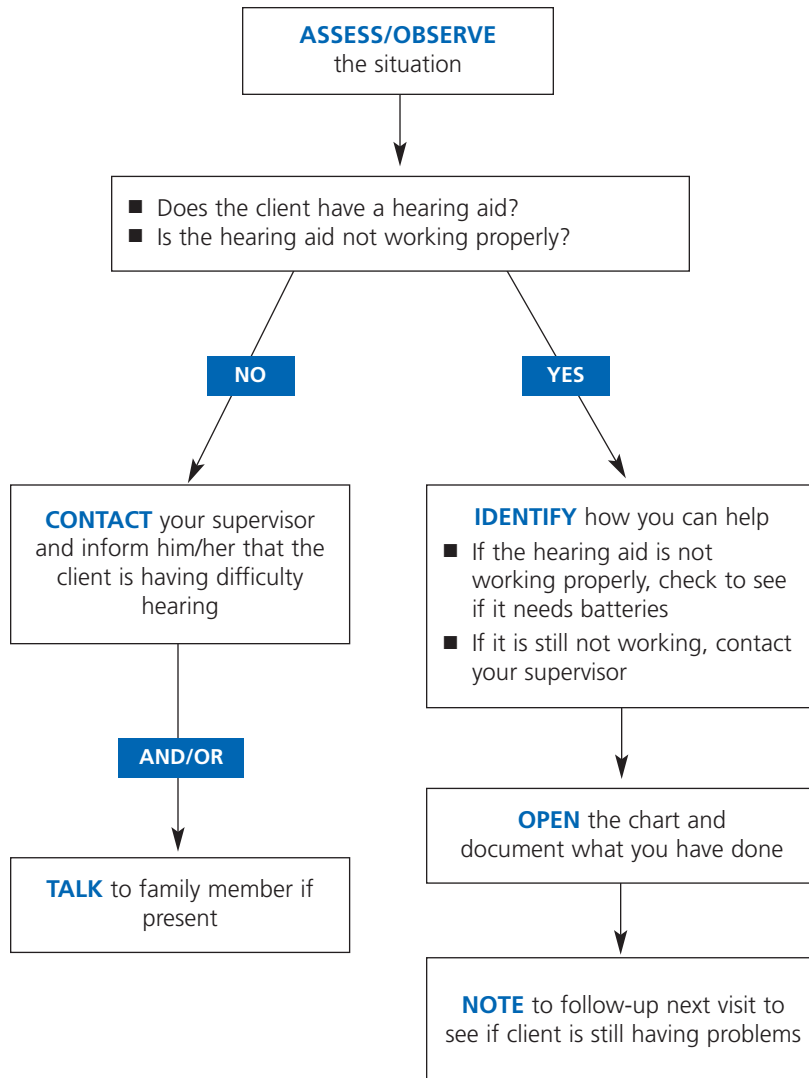 ASSESS/OBSERVE
the situation
■ Does the client have a hearing aid?
■ Is the hearing aid not working properly?
NO
YES
CONTACT your supervisor
and inform him/her that the
client is having difficulty
hearing
AND/OR
TALK to family member if
present
IDENTIFY how you can help
■ If the hearing aid is not
working properly, check to see
if it needs batteries
■ If it is still not working, contact
your supervisor
OPEN the chart and
document what you have done
NOTE to follow-up next visit to
see if client is still having problems